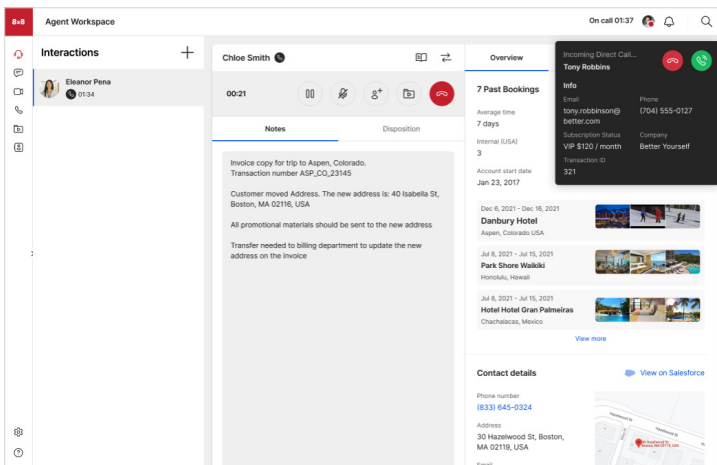 8x8
Agent Workspace
On call 01:37
Interactions
Eleanor Pena
01:34
Chloe Smith
00:21
Notes
Disposition
Invoice copy for trip to Aspen, Colorado.
Transaction number ASP_CO_23145
Customer moved Address. The new address is: 40 Isabella St,
Boston, MA 02116, USA
All promotional materials should be sent to the new address
Transfer needed to billing department to update the new
address on the invoice
Overview
7 Past Bookings
Average time
7 days
Internal (USA)
3
Account start date
Jan 23, 2017
Incoming Direct Call...
Tony Robbins
Info
Email
tony.robbinson@
better.com
Phone
(704) 555-0127
Subscription Status
VIP $120 / month
Company
Better Yourself
Transaction ID
321
Dec 6, 2021 - Dec 16, 2021
Danbury Hotel
Aspen, Colorado USA
Jul 8, 2021 - Jul 15, 2021
Park Shore Waikiki
Honolulu, Hawaii
Jul 8, 2021 - Jul 15, 2021
Hotel Hotel Gran Palmeiras
Chachalacas, Mexico
View more
Contact details
View on Salesforce
Phone number
(833) 645-0324
Address
30 Hazelwood St, Boston,
MA 02119, USA
Email